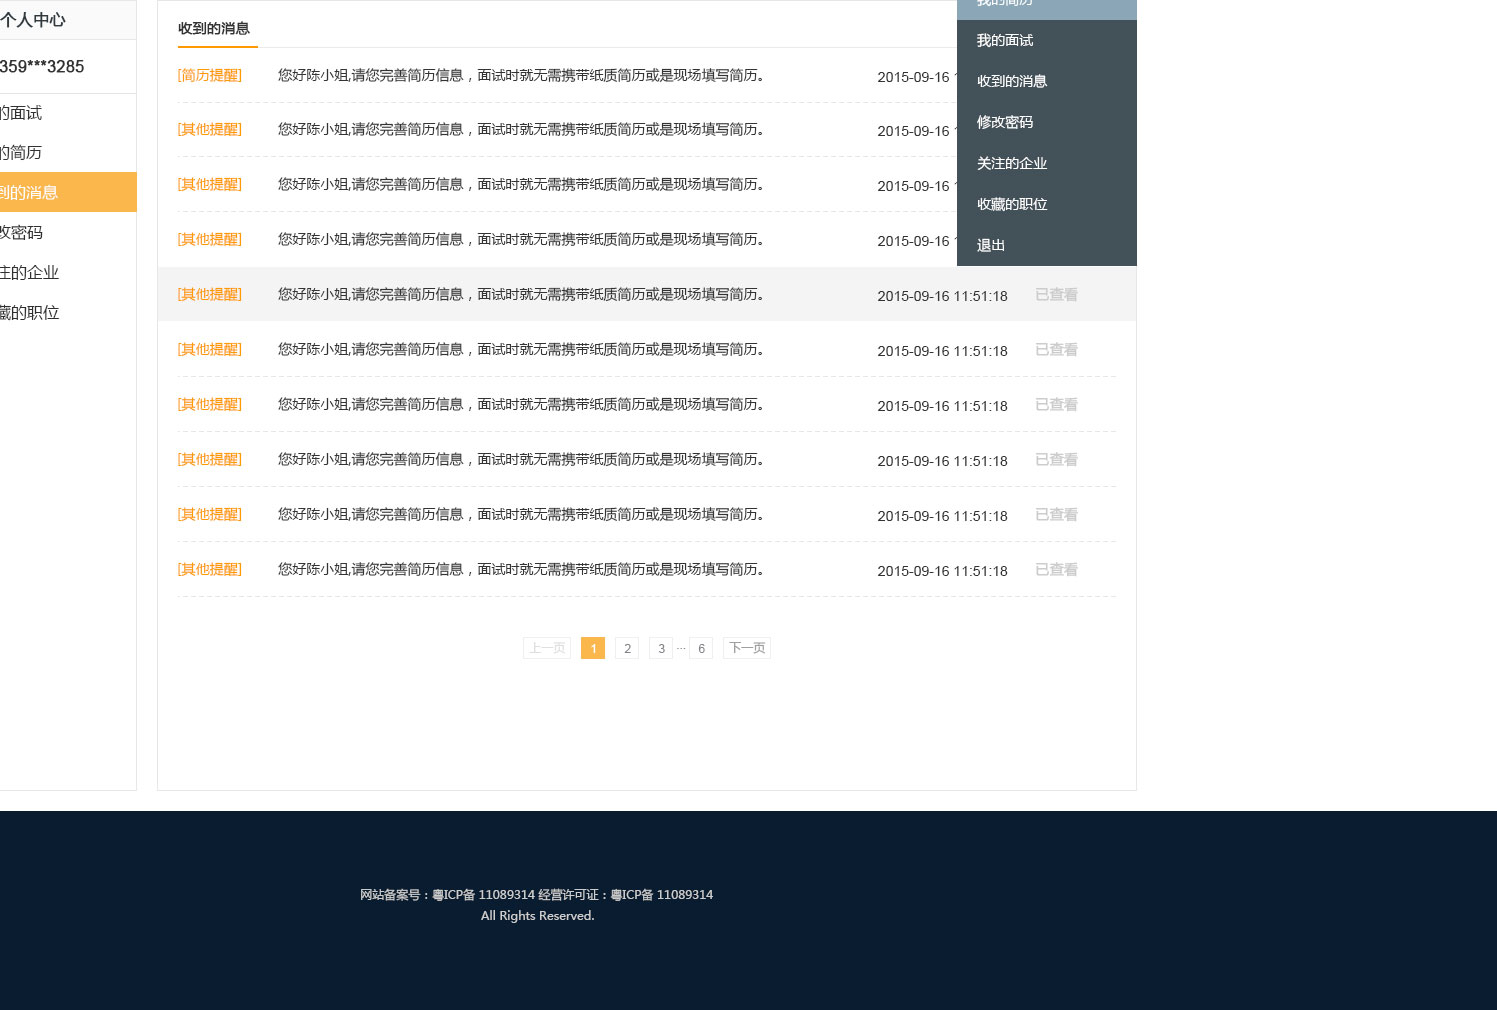 个人中心
359***3285
的面试
的简历
到的消息
改密码
注的企业
藏的职位
收到的消息
[简历提醒] 您好陈小姐,请您完善简历信息，面试时就无需携带纸质简历或是现场填写简历。 2015-09-16
[其他提醒] 您好陈小姐,请您完善简历信息，面试时就无需携带纸质简历或是现场填写简历。 2015-09-16
[其他提醒] 您好陈小姐,请您完善简历信息，面试时就无需携带纸质简历或是现场填写简历。 2015-09-16
[其他提醒] 您好陈小姐,请您完善简历信息，面试时就无需携带纸质简历或是现场填写简历。 2015-09-16
[其他提醒] 您好陈小姐,请您完善简历信息，面试时就无需携带纸质简历或是现场填写简历。 2015-09-16 11:51:18 已查看
[其他提醒] 您好陈小姐,请您完善简历信息，面试时就无需携带纸质简历或是现场填写简历。 2015-09-16 11:51:18 已查看
[其他提醒] 您好陈小姐,请您完善简历信息，面试时就无需携带纸质简历或是现场填写简历。 2015-09-16 11:51:18 已查看
[其他提醒] 您好陈小姐,请您完善简历信息，面试时就无需携带纸质简历或是现场填写简历。 2015-09-16 11:51:18 已查看
[其他提醒] 您好陈小姐,请您完善简历信息，面试时就无需携带纸质简历或是现场填写简历。 2015-09-16 11:51:18 已查看
[其他提醒] 您好陈小姐,请您完善简历信息，面试时就无需携带纸质简历或是现场填写简历。 2015-09-16 11:51:18 已查看
上一页 1 2 3 ··· 6 下一页
我的简历
我的面试
收到的消息
修改密码
关注的企业
收藏的职位
退出
网站备案号：粤ICP备 11089314 经营许可证：粤ICP备 11089314
All Rights Reserved.